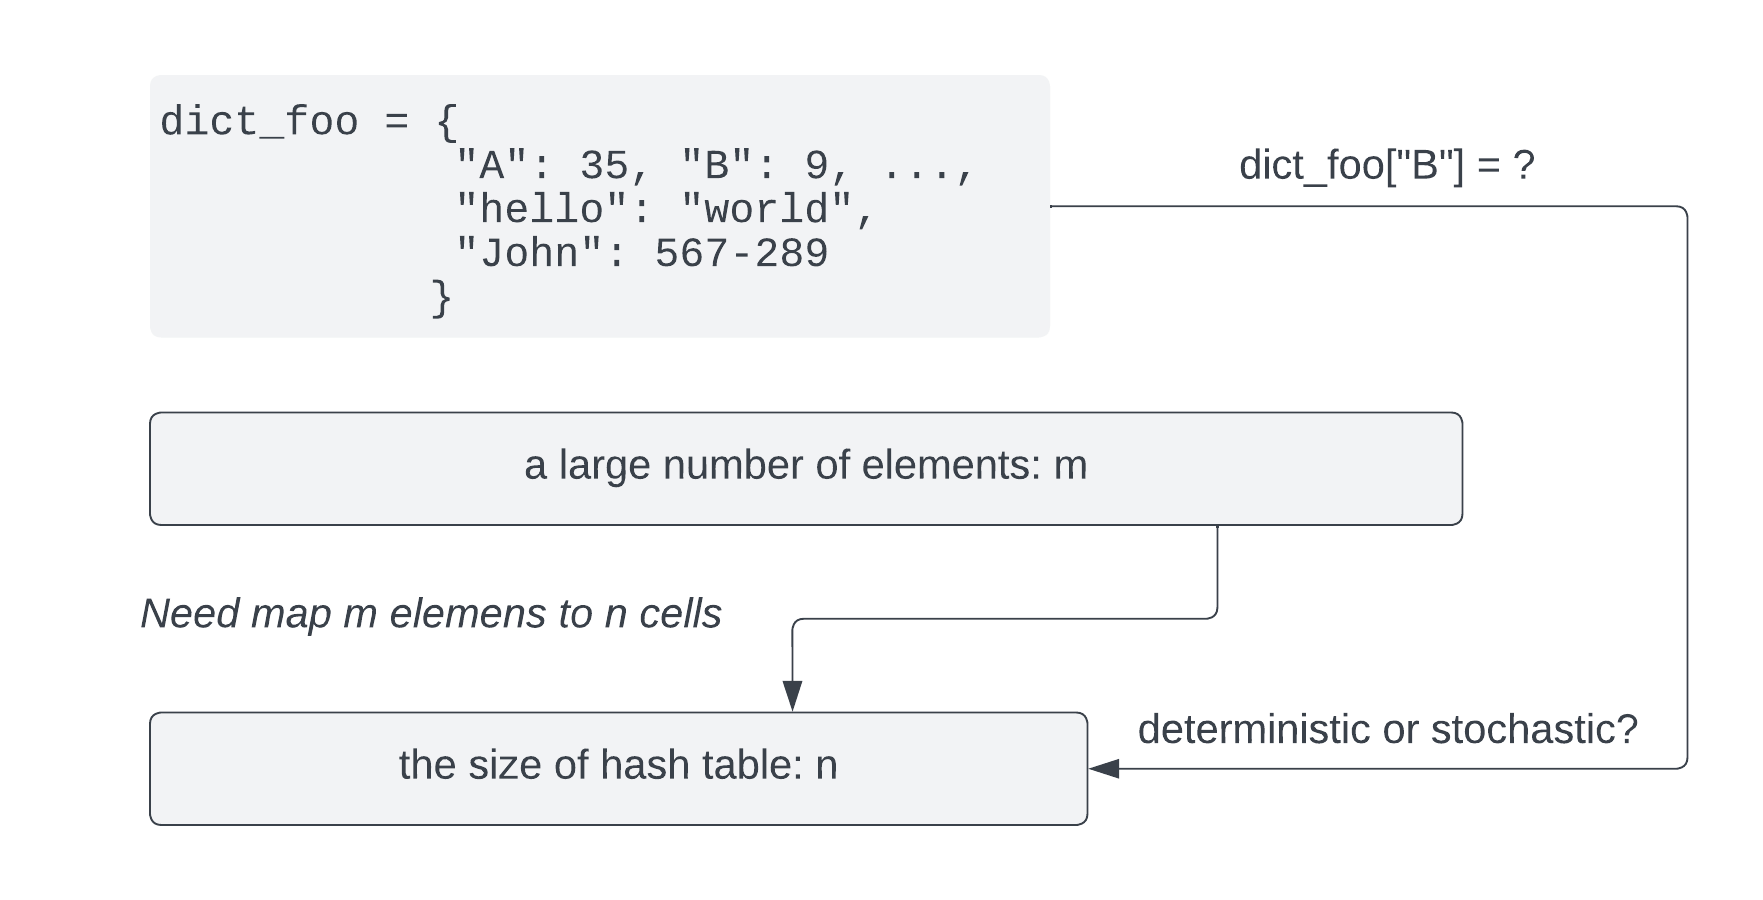 dict_foo = {
"A": 35, "B": 9, ...,
"hello": "world",
"John": 567-289
}
dict_foo["B"] = ?
a large number of elements: m
Need map m elemens to n cells
deterministic or stochastic?
the size of hash table: n